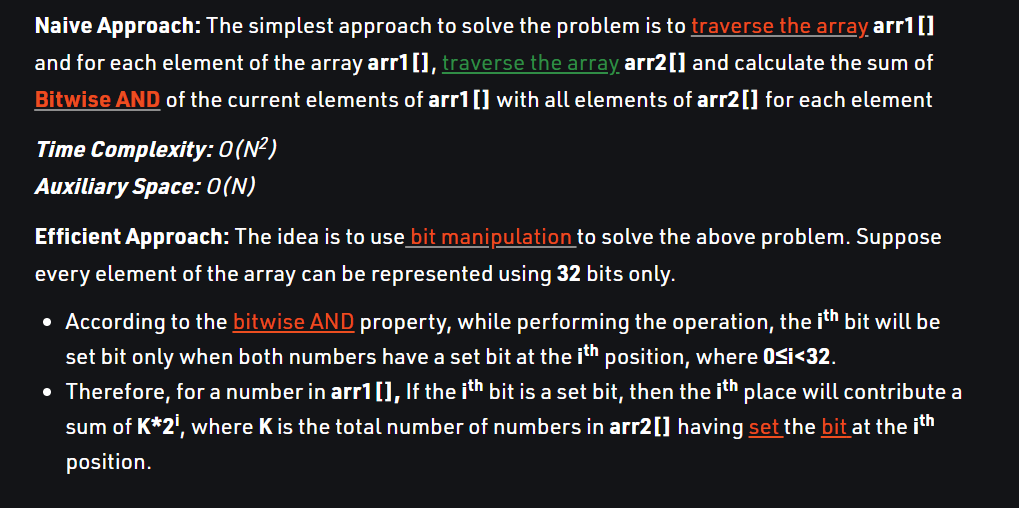 Naive Approach: The simplest approach to solve the problem is to traverse the array arr1[]
and for each element of the array arr1[], traverse the array arr2[] and calculate the sum of
Bitwise AND of the current elements of arr1[] with all elements of arr2[] for each element
Time Complexity: O(N²)
Auxiliary Space: O(N)
Efficient Approach: The idea is to use bit manipulation to solve the above problem. Suppose
every element of the array can be represented using 32 bits only.
• According to the bitwise AND property, while performing the operation, the iᵗʰ bit will be
set bit only when both numbers have a set bit at the iᵗʰ position, where 0≤i<32.
• Therefore, for a number in arr1[], If the iᵗʰ bit is a set bit, then the iᵗʰ place will contribute a
sum of K*2ⁱ, where K is the total number of numbers in arr2[] having set the bit at the iᵗʰ
position.